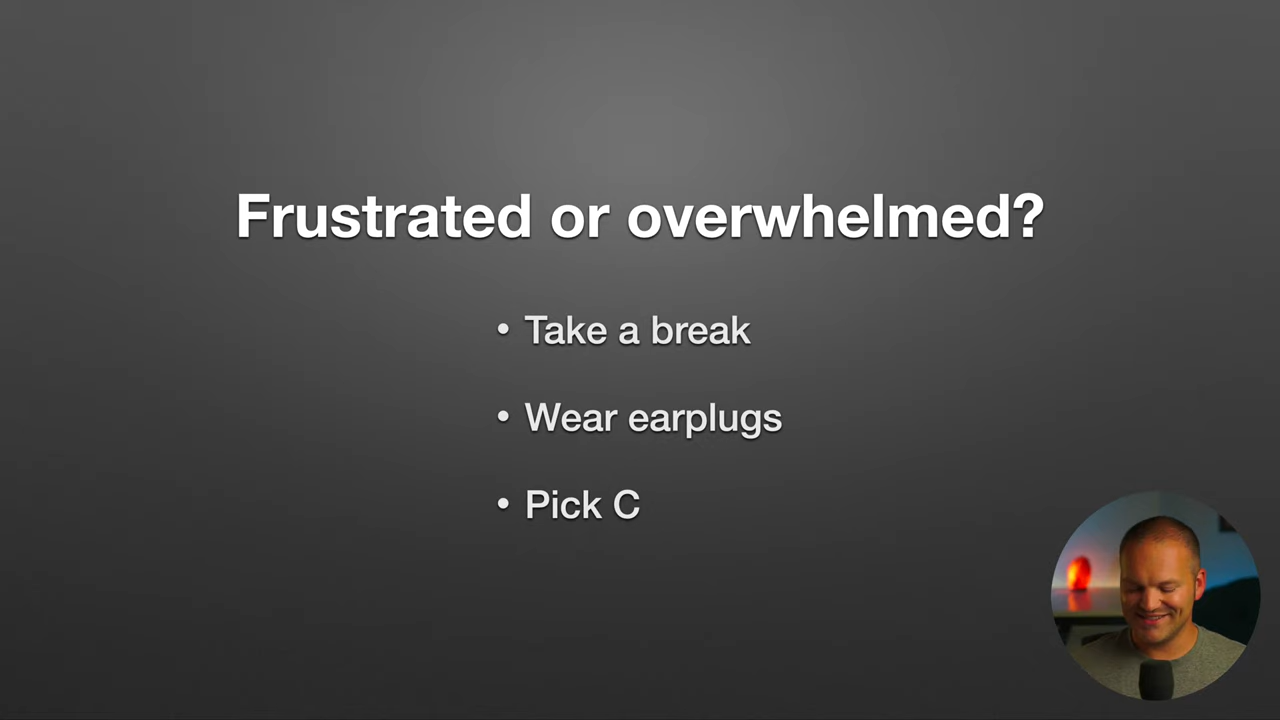 Frustrated or overwhelmed?
• Take a break
• Wear earplugs
• Pick C